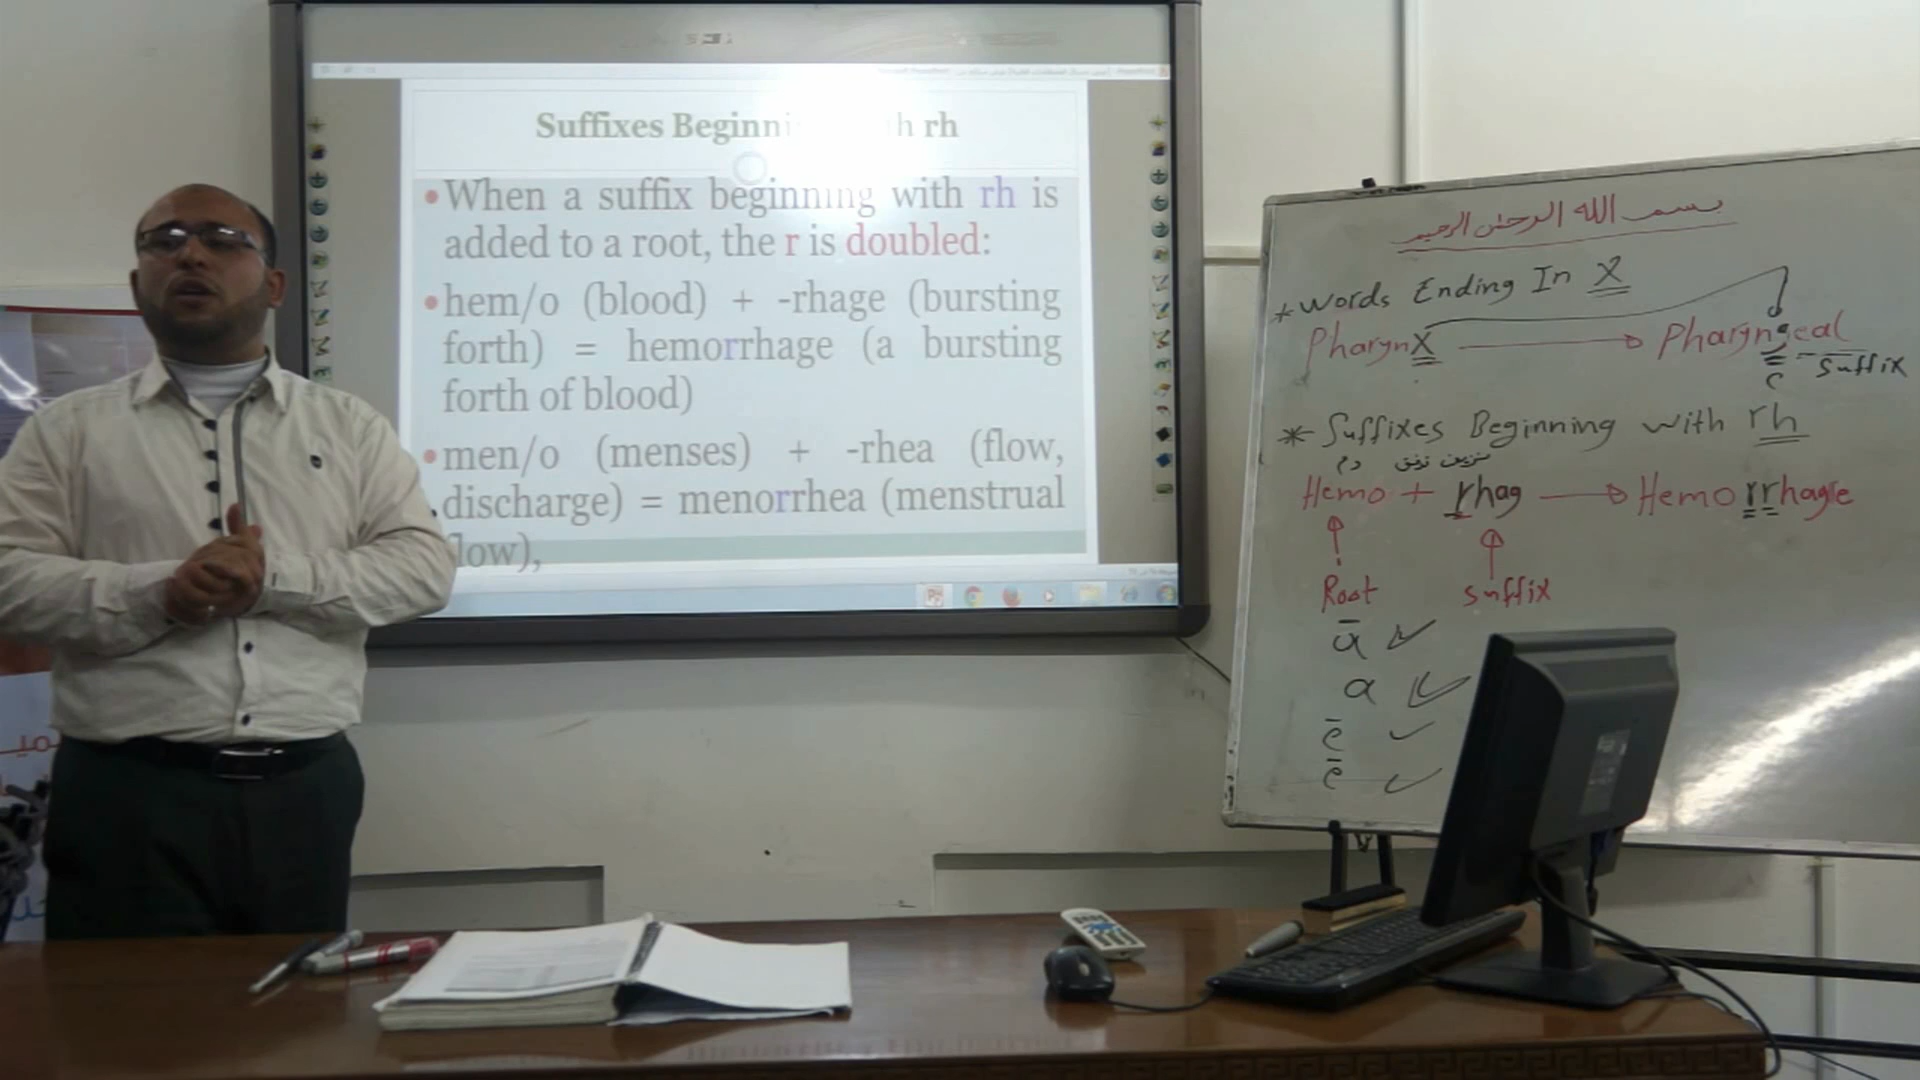 Suffixes Beginni h rh
•When a suffix beginning with rh is
added to a root, the r is doubled:
•hem/o (blood) + -rhage (bursting
forth) = hemorrhage (a bursting
forth of blood)
•men/o (menses) + -rhea (flow,
discharge) = menorrhea (menstrual
flow),
بسم الله الرحمن الرحيم
* Words Ending In X
Pharynx → Pharyngeal
suffix
* Suffixes Beginning with rh
دم نزيف تدفق
Hemo + rhag → Hemorrhage
Root suffix
ā ✓
a ✓
ē ✓
ē ✓